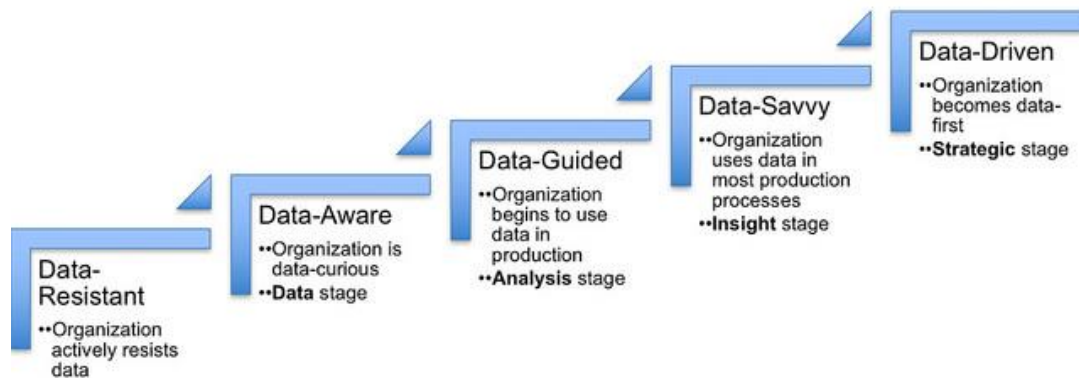 Data-
Resistant
••Organization
actively resists
data
Data-Aware
••Organization is
data-curious
••Data stage
Data-Guided
••Organization
begins to use
data in
production
••Analysis stage
Data-Savvy
••Organization
uses data in
most production
processes
••Insight stage
Data-Driven
••Organization
becomes data-
first
••Strategic stage